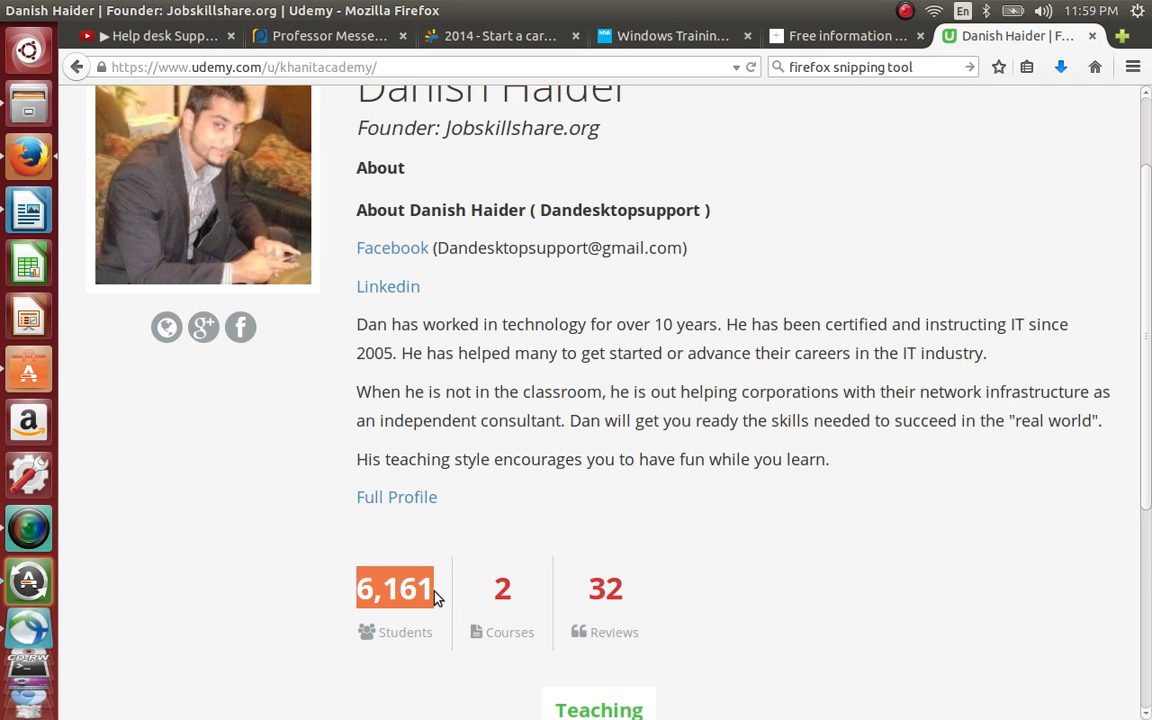 Danish Haider | Founder: Jobskillshare.org | Udemy - Mozilla Firefox
En
11:59 PM
▶ Help desk Supp...
Professor Messe...
2014 - Start a car...
Windows Trainin...
Free information ...
Danish Haider | F...
https://www.udemy.com/u/khanitacademy/
firefox snipping tool
Danish Haider
Founder: Jobskillshare.org
About
About Danish Haider ( Dandesktopsupport )
Facebook (Dandesktopsupport@gmail.com)
Linkedin
Dan has worked in technology for over 10 years. He has been certified and instructing IT since
2005. He has helped many to get started or advance their careers in the IT industry.
When he is not in the classroom, he is out helping corporations with their network infrastructure as
an independent consultant. Dan will get you ready the skills needed to succeed in the "real world".
His teaching style encourages you to have fun while you learn.
Full Profile
6,161
2
32
Students
Courses
Reviews
Teaching
CD-RW